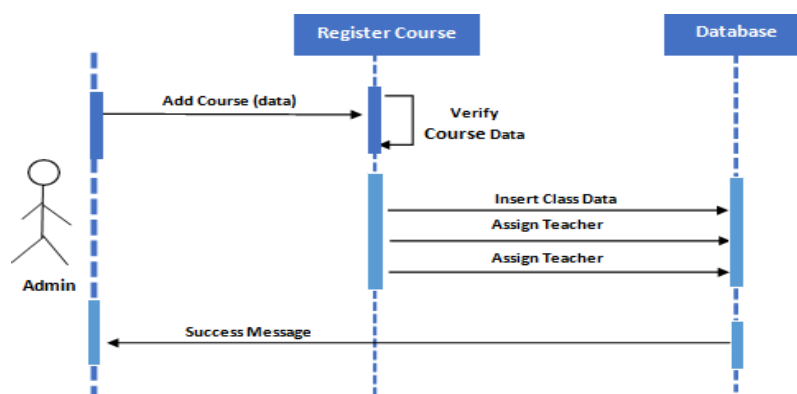 Register Course
Database
Add Course (data)
Verify
Course Data
Insert Class Data
Assign Teacher
Assign Teacher
Admin
Success Message